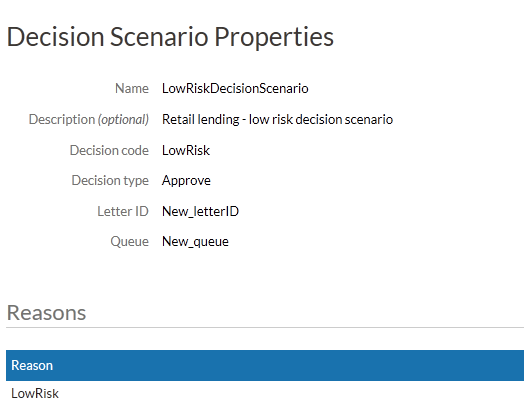 Decision Scenario Properties
Name LowRiskDecisionScenario
Description (optional) Retail lending - low risk decision scenario
Decision code LowRisk
Decision type Approve
Letter ID New_letterID
Queue New_queue
Reasons
Reason
LowRisk